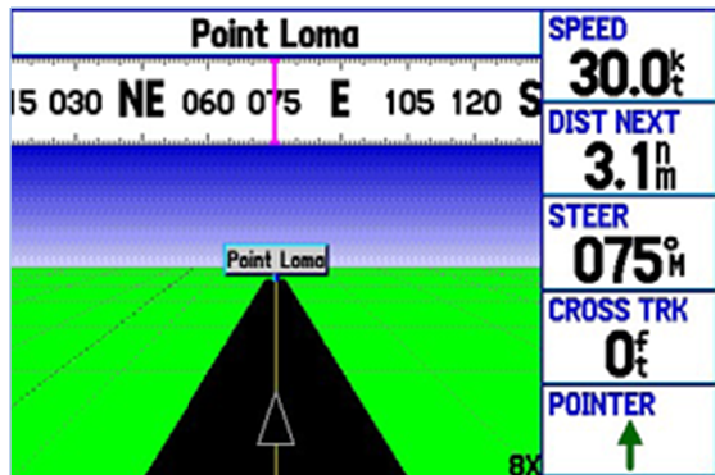 Point Loma
15 030 NE 060 075 E 105 120 S
Point Loma
8X
SPEED
30.0kt
DIST NEXT
3.1nm
STEER
075°M
CROSS TRK
0ft
POINTER